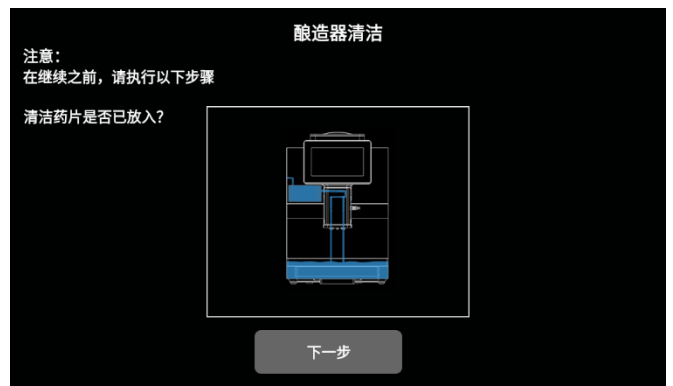 酿造器清洁
注意：
在继续之前，请执行以下步骤
清洁药片是否已放入？
下一步